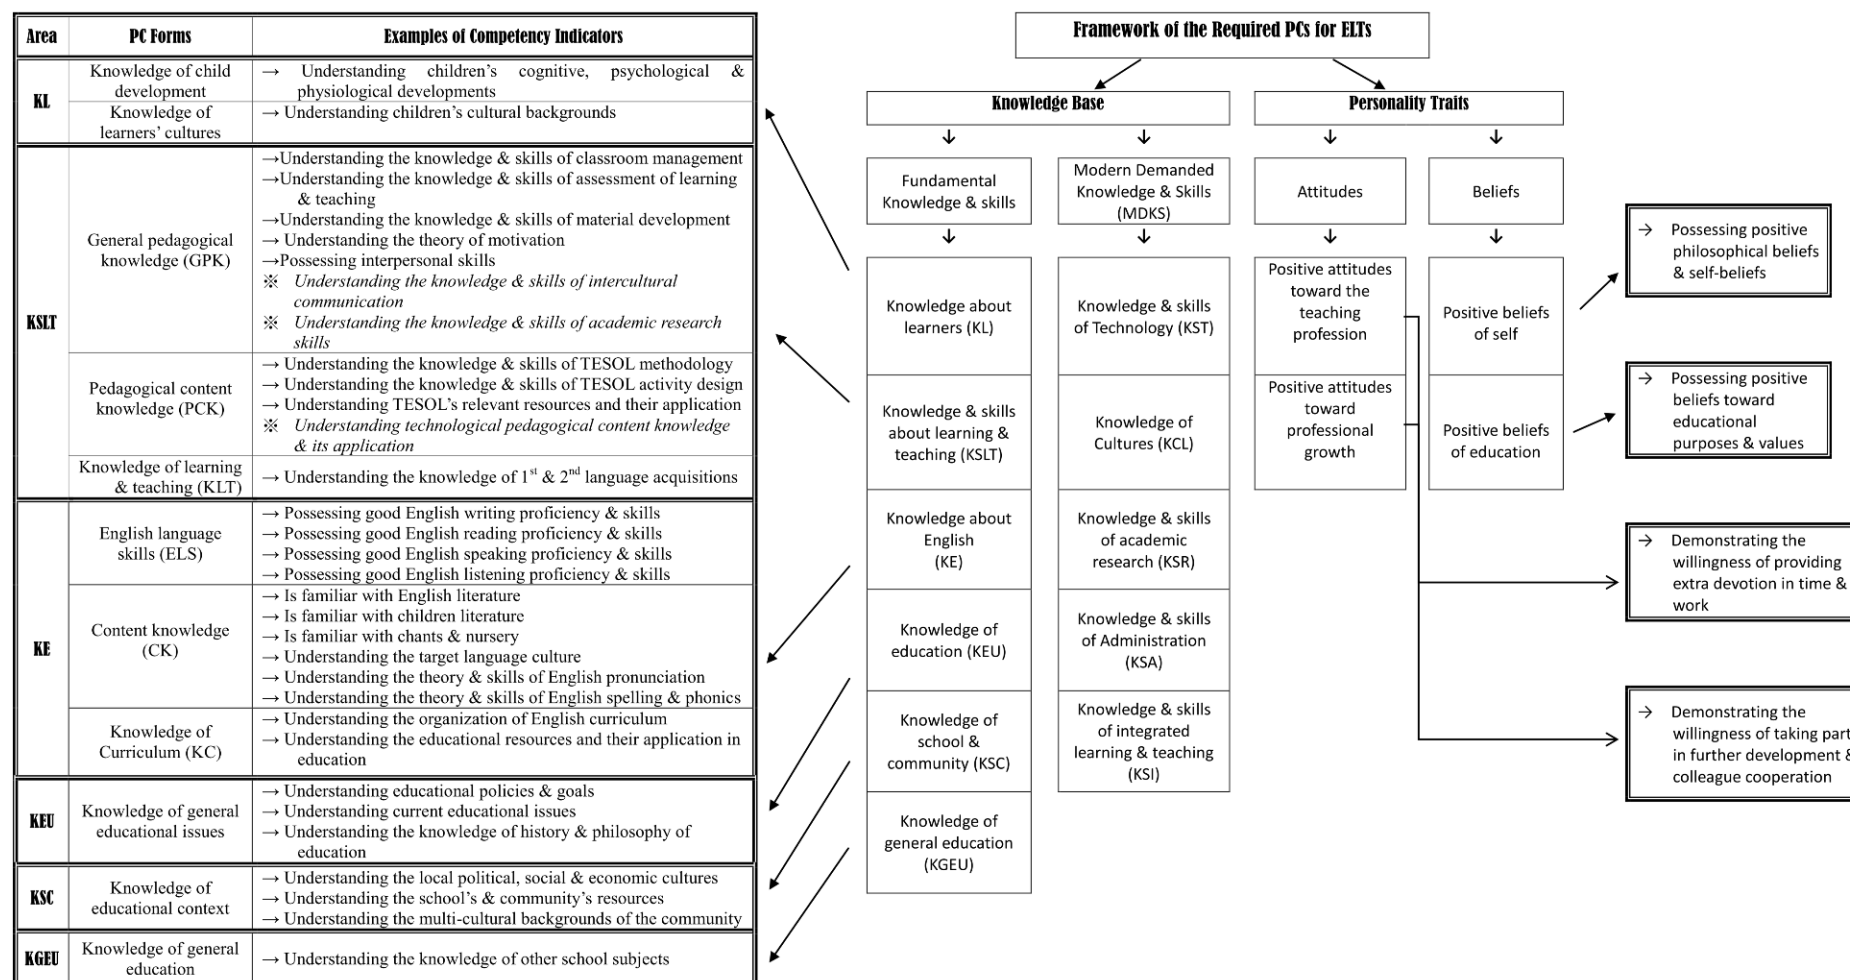 Area PC Forms Examples of Competency Indicators
KL
Knowledge of child
development
→ Understanding children's cognitive, psychological &
physiological developments
Knowledge of
learners' cultures
→ Understanding children's cultural backgrounds
KSLT
General pedagogical
knowledge (GPK)
→Understanding the knowledge & skills of classroom management
→Understanding the knowledge & skills of assessment of learning
& teaching
→Understanding the knowledge & skills of material development
→ Understanding the theory of motivation
→Possessing interpersonal skills
※ Understanding the knowledge & skills of intercultural
communication
※ Understanding the knowledge & skills of academic research
skills
Pedagogical content
knowledge (PCK)
→ Understanding the knowledge & skills of TESOL methodology
→ Understanding the knowledge & skills of TESOL activity design
→ Understanding TESOL's relevant resources and their application
※ Understanding technological pedagogical content knowledge
& its application
Knowledge of learning
& teaching (KLT)
→ Understanding the knowledge of 1st & 2nd language acquisitions
KE
English language
skills (ELS)
→ Possessing good English writing proficiency & skills
→ Possessing good English reading proficiency & skills
→ Possessing good English speaking proficiency & skills
→ Possessing good English listening proficiency & skills
Content knowledge
(CK)
→ Is familiar with English literature
→ Is familiar with children literature
→ Is familiar with chants & nursery
→ Understanding the target language culture
→ Understanding the theory & skills of English pronunciation
→ Understanding the theory & skills of English spelling & phonics
Knowledge of
Curriculum (KC)
→ Understanding the organization of English curriculum
→ Understanding the educational resources and their application in
education
KEU
Knowledge of general
educational issues
→ Understanding educational policies & goals
→ Understanding current educational issues
→ Understanding the knowledge of history & philosophy of
education
KSC
Knowledge of
educational context
→ Understanding the local political, social & economic cultures
→ Understanding the school's & community's resources
→ Understanding the multi-cultural backgrounds of the community
KGEU
Knowledge of general
education
→ Understanding the knowledge of other school subjects
Framework of the Required PCs for ELTs
Knowledge Base
Personality Traits
Fundamental
Knowledge & skills
Modern Demanded
Knowledge & Skills
(MDKS)
Attitudes
Beliefs
Knowledge about
learners (KL)
Knowledge & skills
about learning &
teaching (KSLT)
Knowledge about
English
(KE)
Knowledge of
education (KEU)
Knowledge of
school &
community (KSC)
Knowledge of
general education
(KGEU)
Knowledge & skills
of Technology (KST)
Knowledge of
Cultures (KCL)
Knowledge & skills
of academic
research (KSR)
Knowledge & skills
of Administration
(KSA)
Knowledge & skills
of integrated
learning & teaching
(KSI)
Positive attitudes
toward the
teaching
profession
Positive attitudes
toward
professional
growth
Positive beliefs
of self
Positive beliefs
of education
→ Possessing positive
philosophical beliefs
& self-beliefs
→ Possessing positive
beliefs toward
educational
purposes & values
→ Demonstrating the
willingness of providing
extra devotion in time &
work
→ Demonstrating the
willingness of taking part
in further development &
colleague cooperation